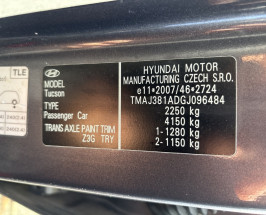 TLE
HYUNDAI MOTOR
MANUFACTURING CZECH S.R.O.
e11*2007/46*2724
TMAJ381ADGJ096484
2250 kg
4150 kg
1-1280 kg
2-1150 kg
MODEL
Tucson
TYPE
Passenger Car
TRANS AXLE PAINT TRIM
Z3G TRY